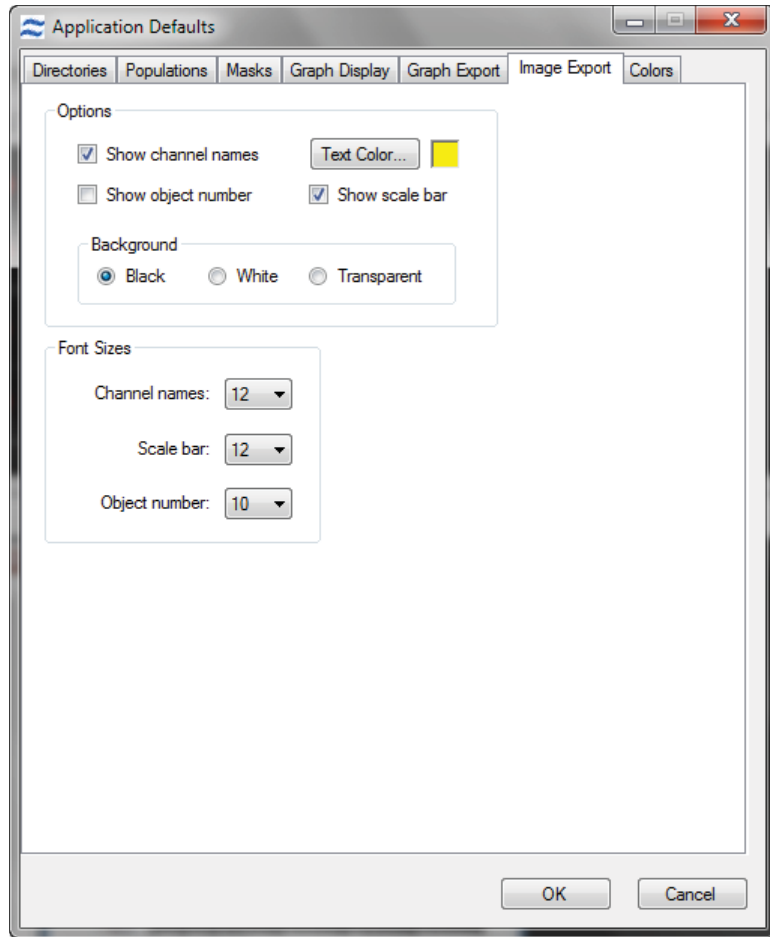 Application Defaults
Directories Populations Masks Graph Display Graph Export Image Export Colors
Options
Show channel names Text Color...
Show object number Show scale bar
Background
Black White Transparent
Font Sizes
Channel names: 12
Scale bar: 12
Object number: 10
OK Cancel